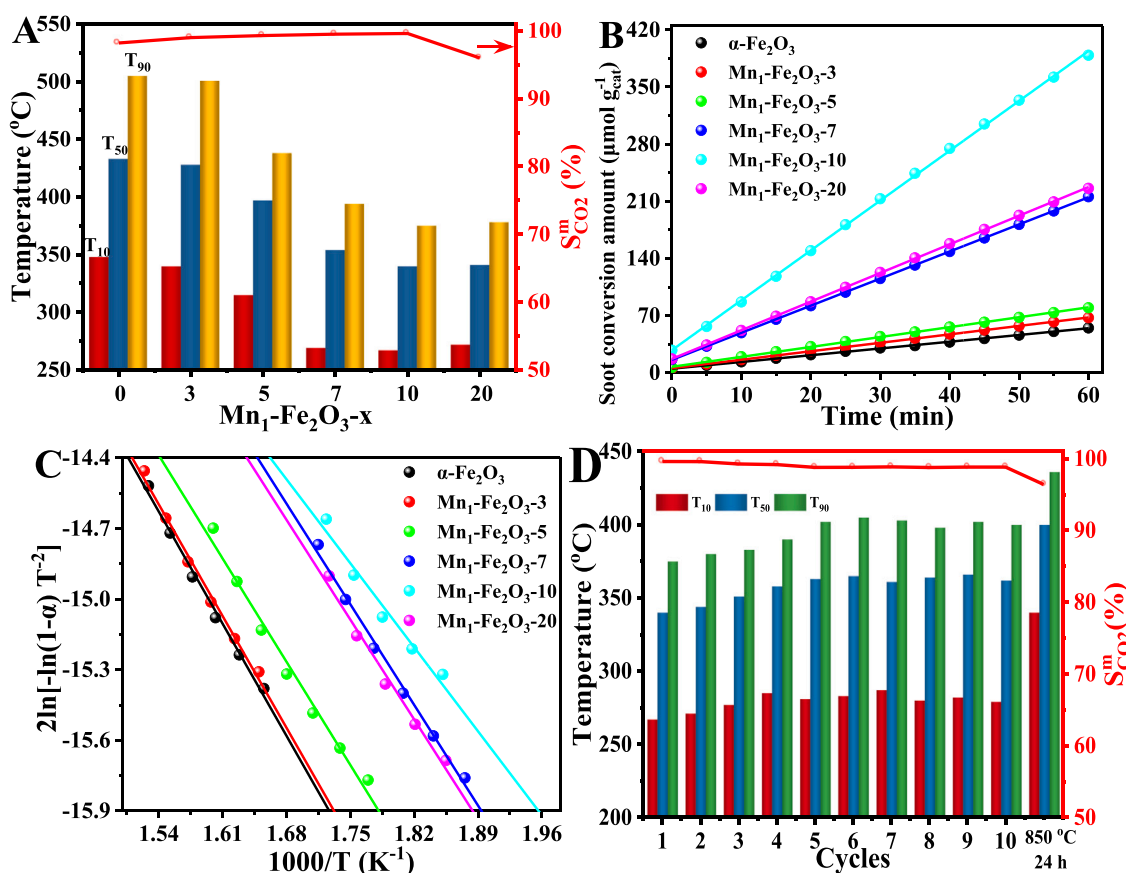 A
Temperature (ºC)
550
500
450
400
350
300
250
T10
T50
T90
0 3 5 7 10 20
Mn1-Fe2O3-x
100
90
80
70
60
50
SmCO2 (%)
B
Soot conversion amount (μmol g-1cat)
420
350
280
210
140
70
0
α-Fe2O3
Mn1-Fe2O3-3
Mn1-Fe2O3-5
Mn1-Fe2O3-7
Mn1-Fe2O3-10
Mn1-Fe2O3-20
0 10 20 30 40 50 60
Time (min)
C
2ln[-ln(1-α) T-2]
-14.4
-14.7
-15.0
-15.3
-15.6
-15.9
α-Fe2O3
Mn1-Fe2O3-3
Mn1-Fe2O3-5
Mn1-Fe2O3-7
Mn1-Fe2O3-10
Mn1-Fe2O3-20
1.54 1.61 1.68 1.75 1.82 1.89 1.96
1000/T (K-1)
D
Temperature (ºC)
450
400
350
300
250
200
T10 T50 T90
1 2 3 4 5 6 7 8 9 10 850 ºC
24 h
Cycles
100
90
80
70
60
50
SmCO2(%)